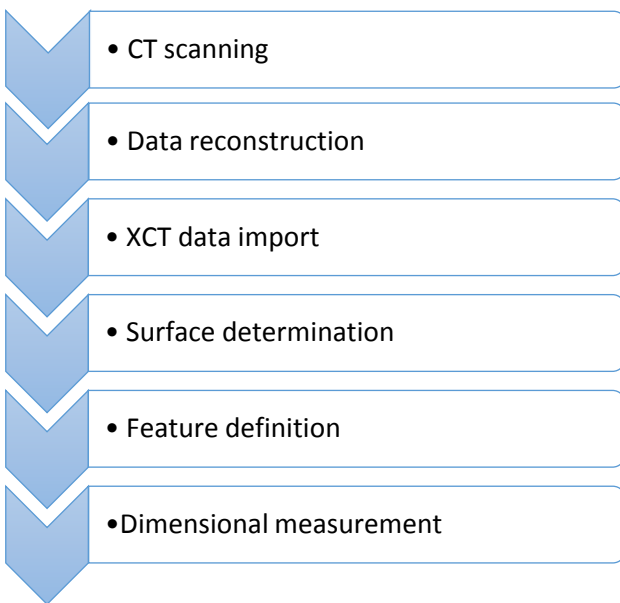 • CT scanning
• Data reconstruction
• XCT data import
• Surface determination
• Feature definition
•Dimensional measurement